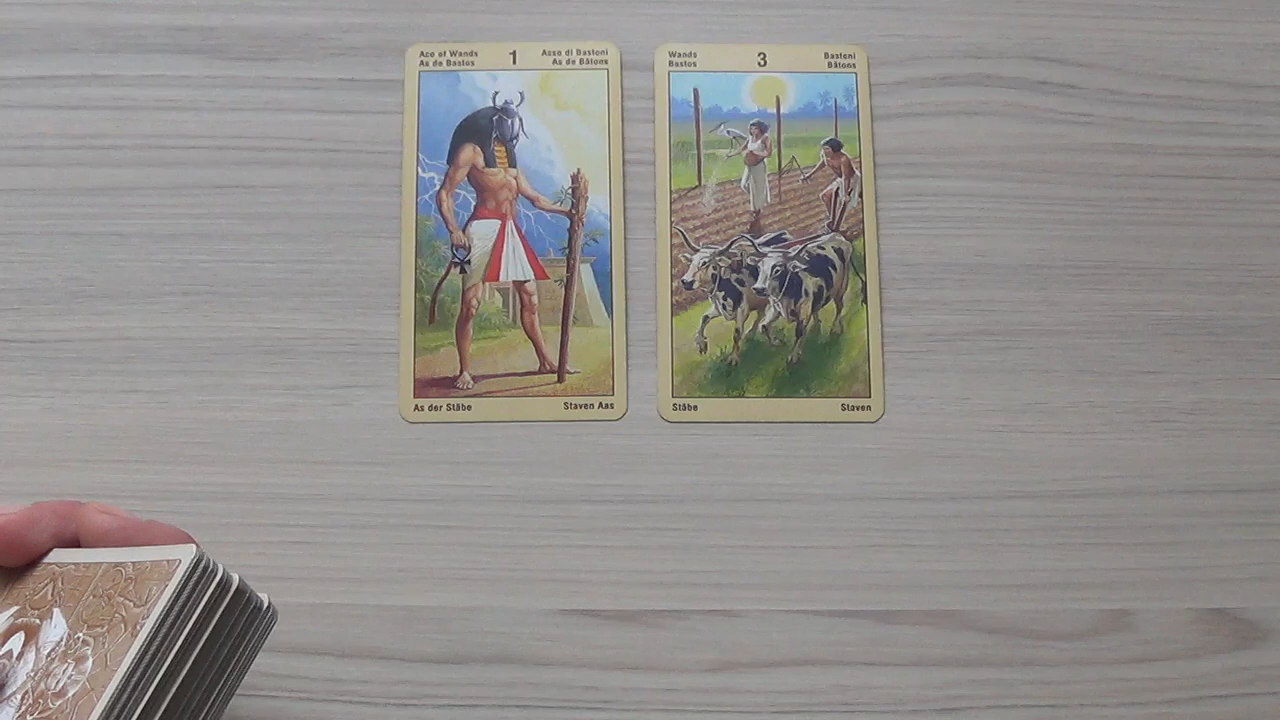 Ace of Wands
As de Bastos
1
Asso di Bastoni
As de Bâtons
As der Stäbe
Staven Aas
Wands
Bastos
3
Bastoni
Bâtons
Stäbe
Staven